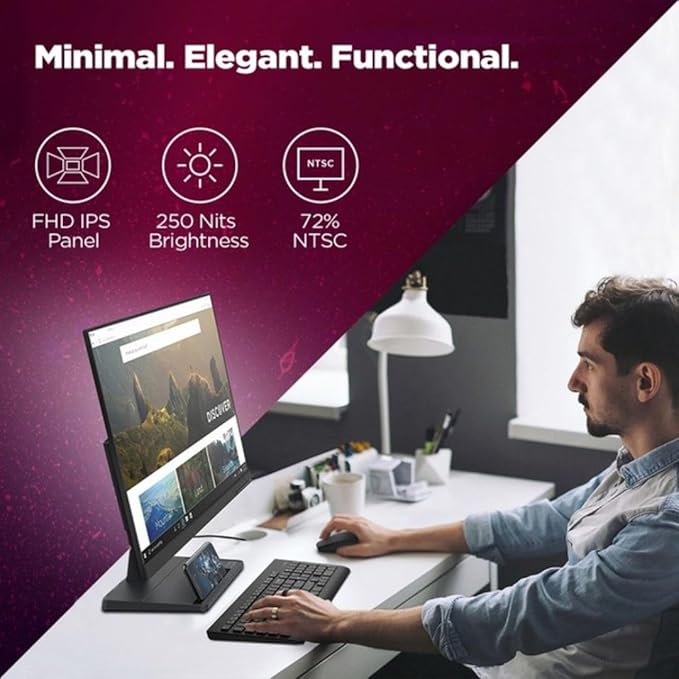 Minimal. Elegant. Functional.
NTSC
FHD IPS
Panel
250 Nits
Brightness
72%
NTSC
DISCOVER